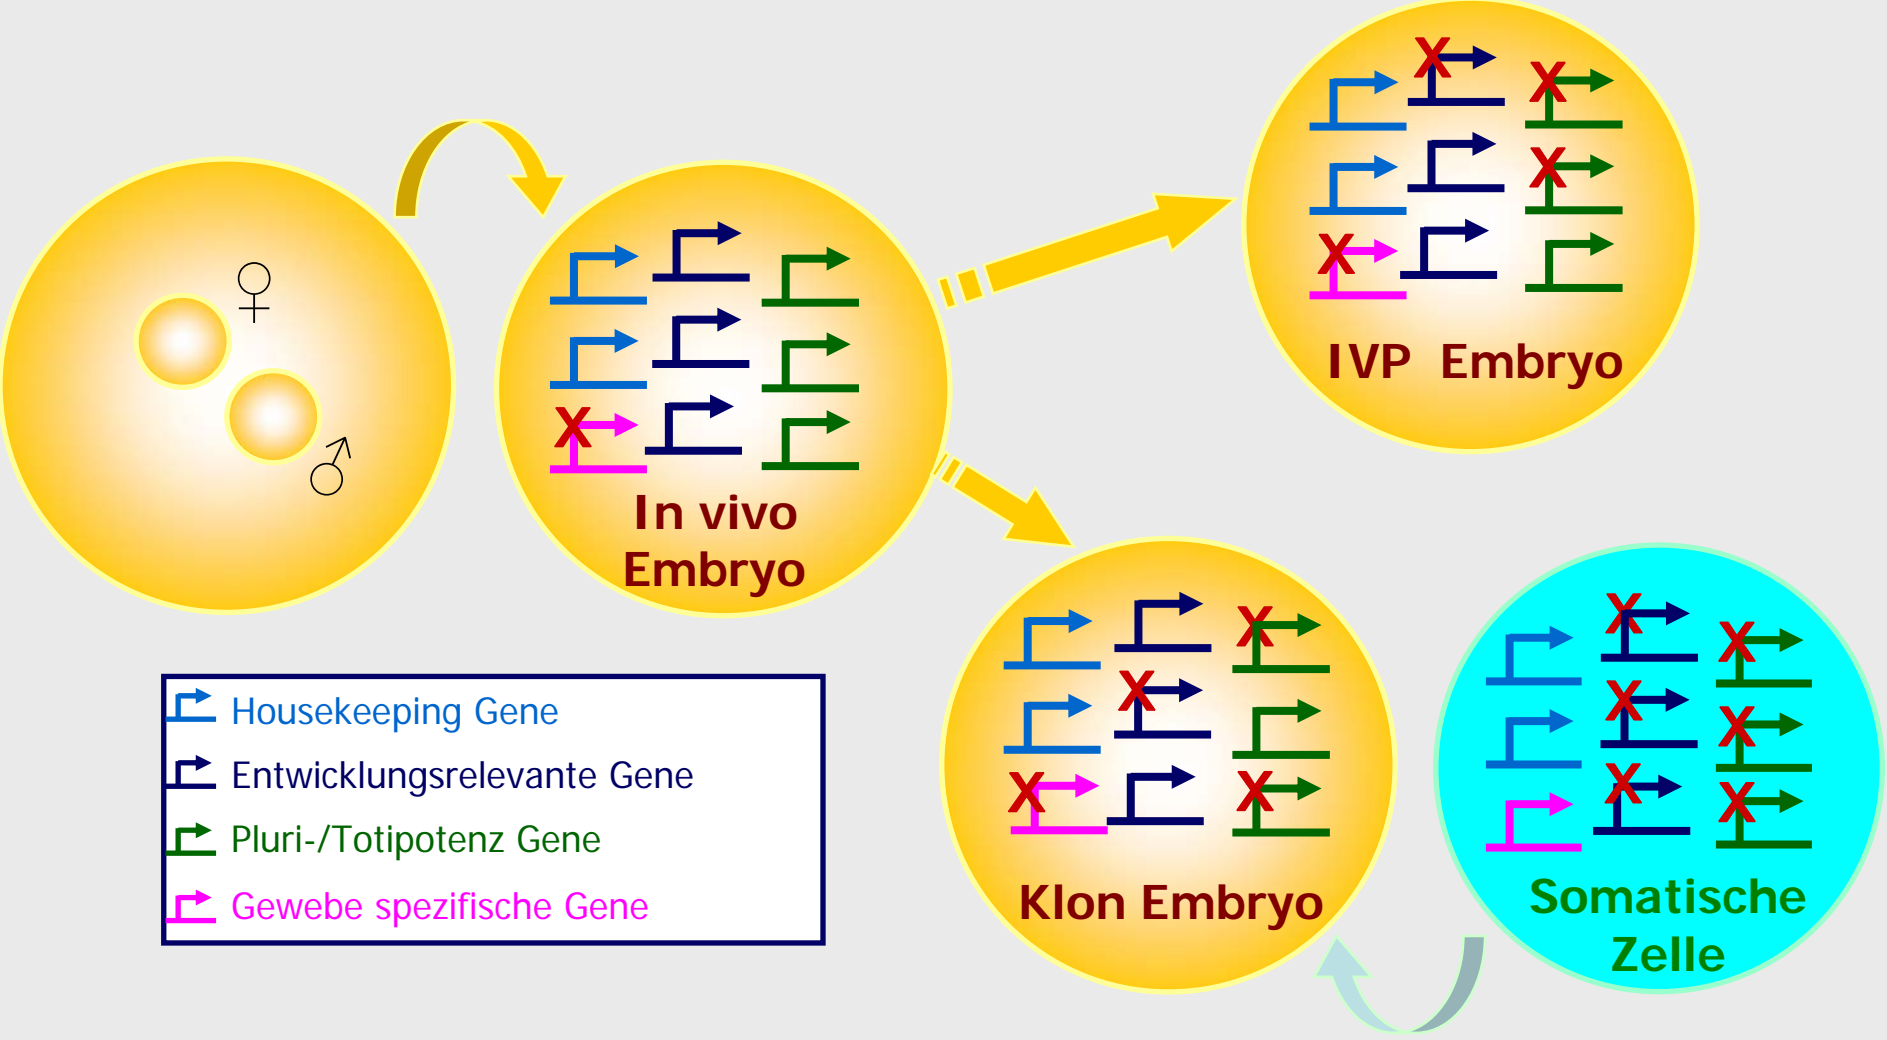 ♀
♂
In vivo
Embryo
X
IVP Embryo
X
X
X
X
Klon Embryo
X
X
X
X
Somatische
Zelle
X
X
X
X
X
X
Housekeeping Gene
Entwicklungsrelevante Gene
Pluri-/Totipotenz Gene
Gewebe spezifische Gene